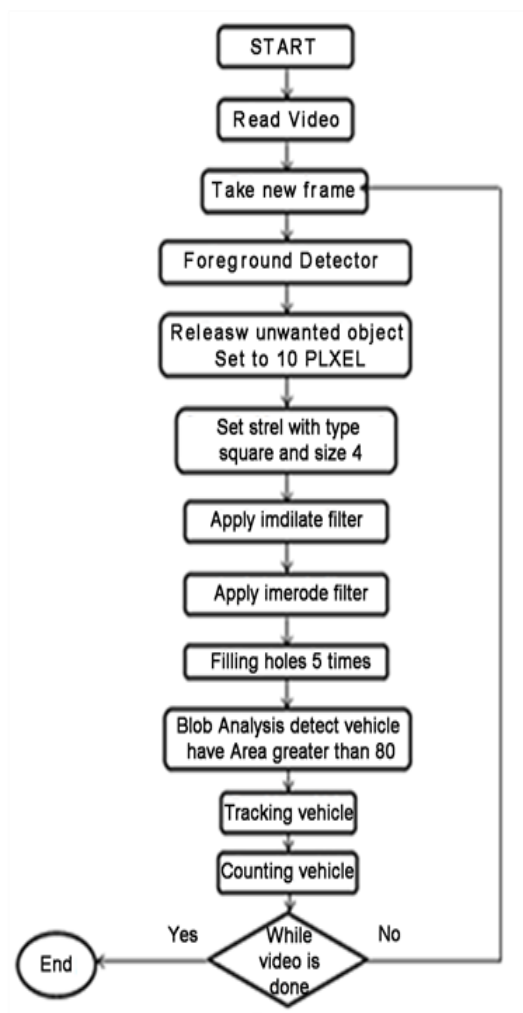 START
Read Video
Take new frame
Foreground Detector
Releasw unwanted object
Set to 10 PLXEL
Set strel with type
square and size 4
Apply imdilate filter
Apply imerode filter
Filling holes 5 times
Blob Analysis detect vehicle
have Area greater than 80
Tracking vehicle
Counting vehicle
While
video is
done
Yes
No
End